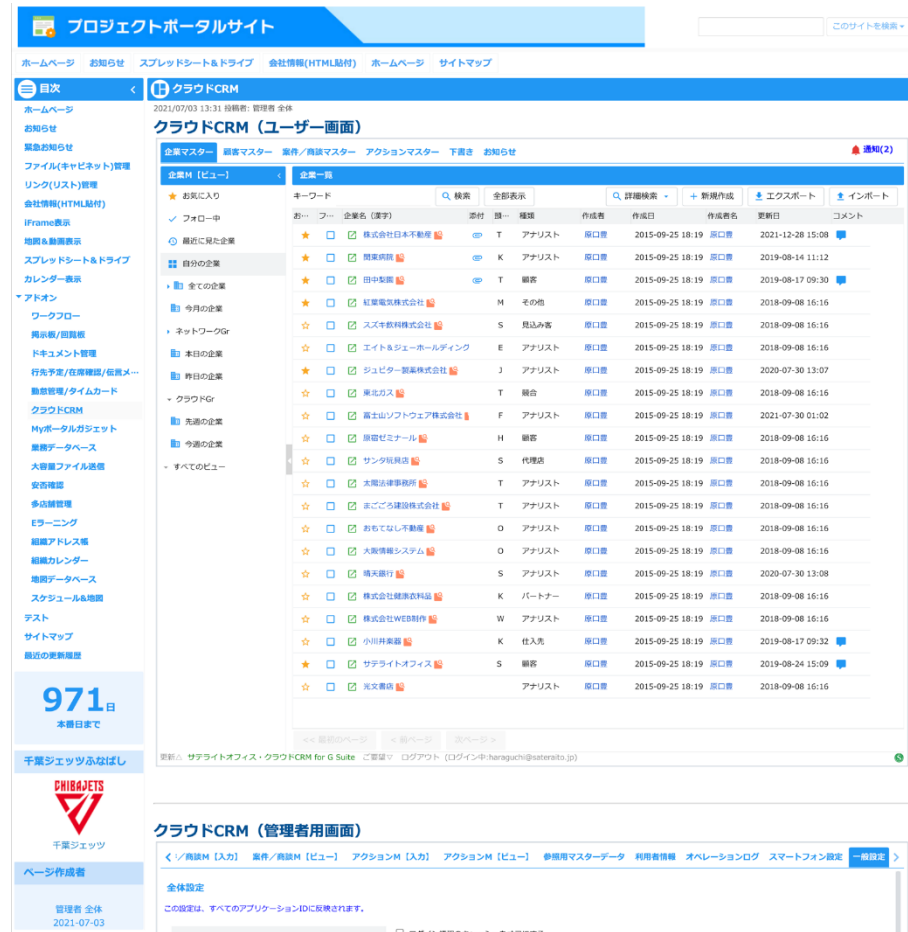 プロジェクトポータルサイト
このサイトを検索
ホームページ お知らせ スプレッドシート＆ドライブ 会社情報(HTML貼付) ホームページ サイトマップ
目次
ホームページ
お知らせ
緊急お知らせ
ファイル(キャビネット)管理
リンク(リスト)管理
会社情報(HTML貼付)
iFrame表示
地図＆動画表示
スプレッドシート＆ドライブ
カレンダー表示
アドオン
ワークフロー
掲示板/回覧板
ドキュメント管理
行先予定/在席確認/伝言メ…
勤怠管理/タイムカード
クラウドCRM
Myポータルガジェット
業務データベース
大容量ファイル送信
安否確認
多店舗管理
Eラーニング
組織アドレス帳
組織カレンダー
地図データベース
スケジュール&地図
テスト
サイトマップ
最近の更新履歴
971日
本番日まで
千葉ジェッツふなばし
CHIBAJETS
千葉ジェッツ
ページ作成者
管理者 全体
2021-07-03
クラウドCRM
2021/07/03 13:31 投稿者: 管理者 全体
クラウドCRM（ユーザー画面）
企業マスター 顧客マスター 案件／商談マスター アクションマスター 下書き お知らせ 通知(2)
企業M【ビュー】
お気に入り
フォロー中
最近に見た企業
自分の企業
全ての企業
今月の企業
ネットワークGr
本日の企業
昨日の企業
クラウドGr
先週の企業
今週の企業
すべてのビュー
企業一覧
キーワード 検索 全部表示 詳細検索 新規作成 エクスポート インポート
お… フ… 企業名（漢字） 添付 頭… 種類 作成者 作成日 作成者名 更新日 コメント
株式会社日本不動産 T アナリスト 原口豊 2015-09-25 18:19 原口豊 2021-12-28 15:08
関東病院 K アナリスト 原口豊 2015-09-25 18:19 原口豊 2019-08-14 11:12
田中梨園 T 顧客 原口豊 2015-09-25 18:19 原口豊 2019-08-17 09:30
紅葉電気株式会社 M その他 原口豊 2015-09-25 18:19 原口豊 2018-09-08 16:16
スズキ飲料株式会社 S 見込み客 原口豊 2015-09-25 18:19 原口豊 2018-09-08 16:16
エイト＆ジェーホールディング E アナリスト 原口豊 2015-09-25 18:19 原口豊 2018-09-08 16:16
ジュピター製薬株式会社 J アナリスト 原口豊 2015-09-25 18:19 原口豊 2020-07-30 13:07
東北ガス T 競合 原口豊 2015-09-25 18:19 原口豊 2018-09-08 16:16
富士山ソフトウェア株式会社 F アナリスト 原口豊 2015-09-25 18:19 原口豊 2021-07-30 01:02
原宿ゼミナール H 顧客 原口豊 2015-09-25 18:19 原口豊 2018-09-08 16:16
サンタ玩具店 S 代理店 原口豊 2015-09-25 18:19 原口豊 2018-09-08 16:16
太陽法律事務所 T アナリスト 原口豊 2015-09-25 18:19 原口豊 2018-09-08 16:16
まごころ建設株式会社 T アナリスト 原口豊 2015-09-25 18:19 原口豊 2018-09-08 16:16
おもてなし不動産 O アナリスト 原口豊 2015-09-25 18:19 原口豊 2018-09-08 16:16
大阪情報システム O アナリスト 原口豊 2015-09-25 18:19 原口豊 2018-09-08 16:16
晴天銀行 S アナリスト 原口豊 2015-09-25 18:19 原口豊 2020-07-30 13:08
株式会社健康衣料品 K パートナー 原口豊 2015-09-25 18:19 原口豊 2018-09-08 16:16
株式会社WEB制作 W アナリスト 原口豊 2015-09-25 18:19 原口豊 2018-09-08 16:16
小川井楽器 K 仕入先 原口豊 2015-09-25 18:19 原口豊 2019-08-17 09:32
サテライトオフィス S 顧客 原口豊 2015-09-25 18:19 原口豊 2019-08-24 15:09
光文書店 アナリスト 原口豊 2015-09-25 18:19 原口豊 2018-09-08 16:16
<< 最初のページ < 前ページ 次ページ >
更新△ サテライトオフィス・クラウドCRM for G Suite ご要望▽ ログアウト (ログイン中:haraguchi@sateraito.jp)
クラウドCRM（管理者用画面）
／商談M【入力】 案件／商談M【ビュー】 アクションM【入力】 アクションM【ビュー】 参照用マスターデータ 利用者情報 オペレーションログ スマートフォン設定 一般設定
全体設定
この設定は、すべてのアプリケーションIDに反映されます。